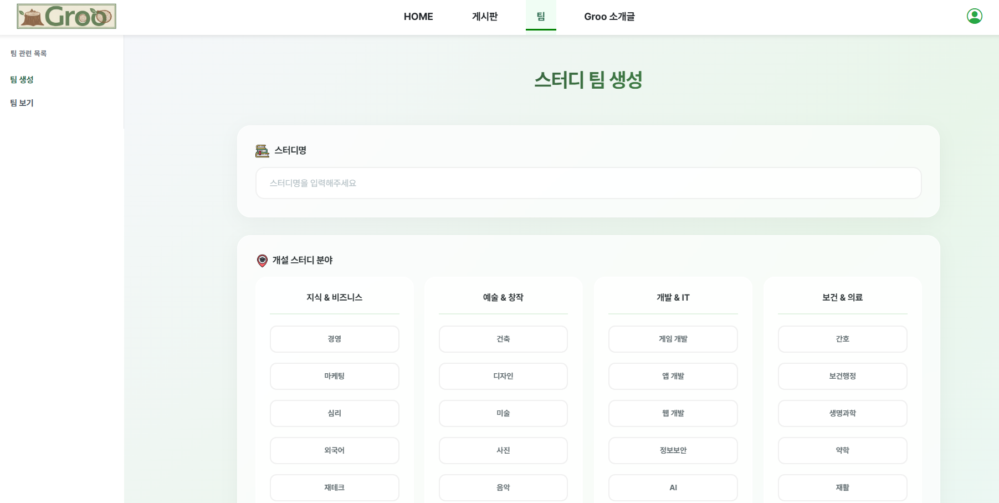 Groo
HOME
게시판
팀
Groo 소개글
팀 관련 목록
팀 생성
팀 보기
스터디 팀 생성
스터디명
스터디명을 입력해주세요
개설 스터디 분야
지식 & 비즈니스
예술 & 창작
개발 & IT
보건 & 의료
경영
건축
게임 개발
간호
마케팅
디자인
앱 개발
보건행정
심리
미술
웹 개발
생명과학
외국어
사진
정보보안
약학
재테크
음악
AI
재활